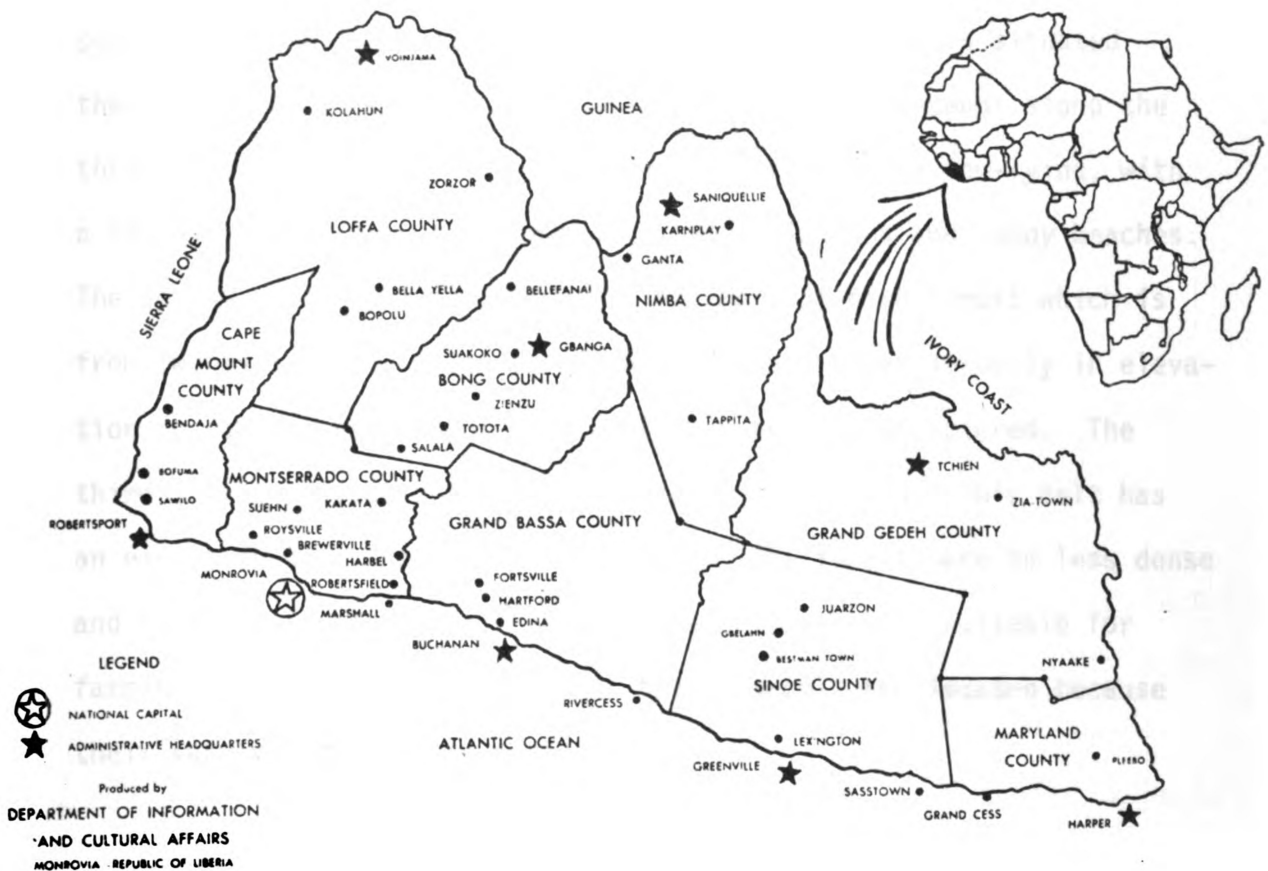 VOINJAMA
KOLAHUN
GUINEA
ZORZOR
SANIQUELLIE
LOFFA COUNTY
KARNPLAY
SIERRA LEONE
GANTA
BELLA YELLA
BELLEFANAI
NIMBA COUNTY
BOPOLU
CAPE
MOUNT
COUNTY
SUAKOKO
GBANGA
IVORY COAST
BONG COUNTY
ZIENZU
BENDAJA
TOTOTA
TAPPITA
SALALA
TCHIEN
BOFUMA
MONTSERRADO COUNTY
SAWILO
KAKATA
ZIA-TOWN
SUEHN
ROBERTSPORT
GRAND BASSA COUNTY
GRAND GEDEH COUNTY
ROYSVILLE
BREWERVILLE
HARBEL
MONROVIA
ROBERTSFIELD
FORTSVILLE
MARSHALL
HARTFORD
JUARZON
EDINA
GBELAHN
BUCHANAN
BESTMAN TOWN
NYAAKE
SINOE COUNTY
RIVERCESS
ATLANTIC OCEAN
LEX'NGTON
MARYLAND
COUNTY
PLFEBO
GREENVILLE
SASSTOWN
GRAND CESS
HARPER
LEGEND
NATIONAL CAPITAL
ADMINISTRATIVE HEADQUARTERS
Produced by
DEPARTMENT OF INFORMATION
AND CULTURAL AFFAIRS
MONROVIA - REPUBLIC OF LIBERIA